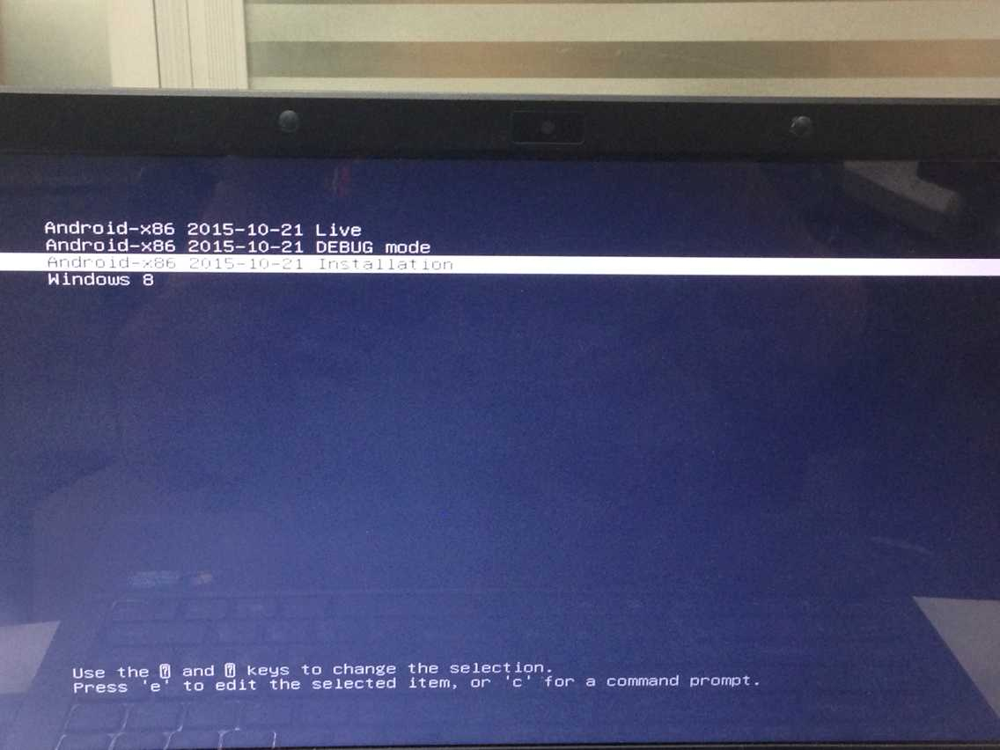 Android-x86 2015-10-21 Live
Android-x86 2015-10-21 DEBUG mode
Android-x86 2015-10-21 Installation
Windows 8
Use the ⍰ and ⍰ keys to change the selection.
Press 'e' to edit the selected item, or 'c' for a command prompt.